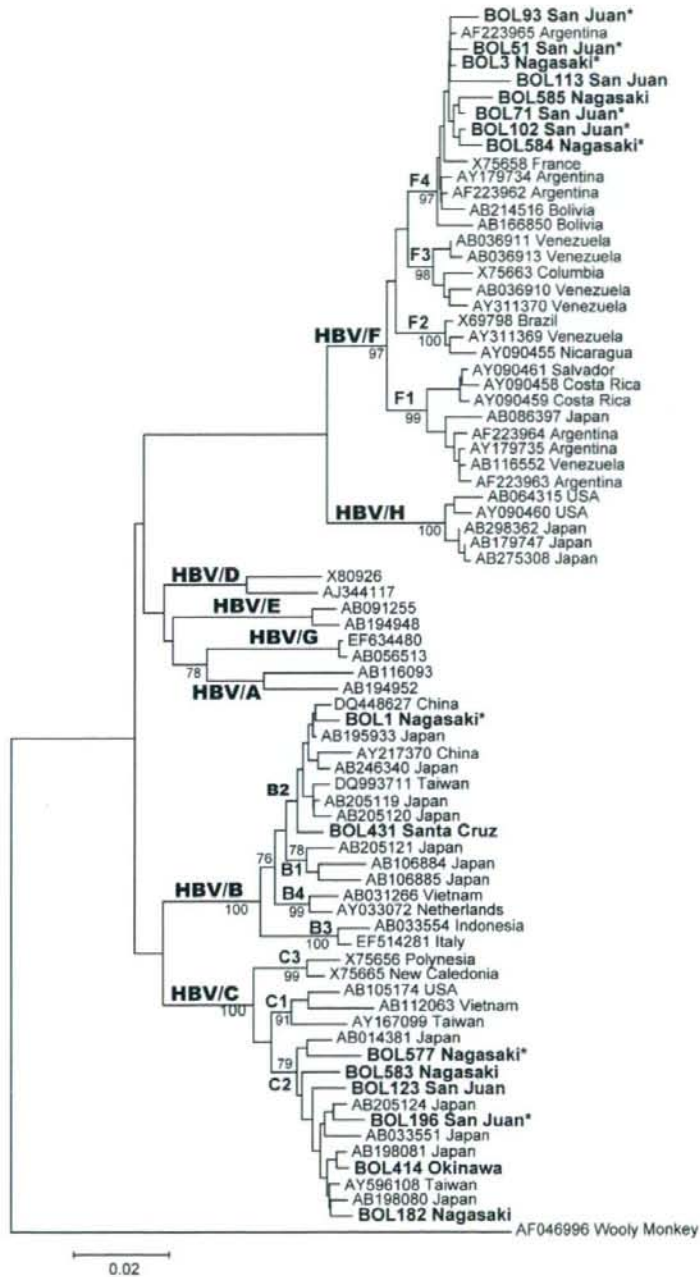 BOL93 San Juan*
AF223965 Argentina
BOL51 San Juan*
BOL3 Nagasaki*
BOL113 San Juan
BOL585 Nagasaki
BOL71 San Juan*
BOL102 San Juan*
BOL584 Nagasaki*
X75658 France
F4
AY179734 Argentina
97
AF223962 Argentina
AB214516 Bolivia
AB166850 Bolivia
AB036911 Venezuela
F3
AB036913 Venezuela
98
X75663 Columbia
AB036910 Venezuela
AY311370 Venezuela
F2
X69798 Brazil
HBV/F
97
100
AY311369 Venezuela
AY090455 Nicaragua
AY090461 Salvador
AY090458 Costa Rica
F1
AY090459 Costa Rica
99
AB086397 Japan
AF223964 Argentina
AY179735 Argentina
AB116552 Venezuela
AF223963 Argentina
AB064315 USA
HBV/H
AY090460 USA
100
AB298362 Japan
AB179747 Japan
AB275308 Japan
HBV/D
X80926
AJ344117
HBV/E
AB091255
AB194948
HBV/G
EF634480
AB056513
78
AB116093
HBV/A
AB194952
DQ448627 China
BOL1 Nagasaki*
AB195933 Japan
AY217370 China
AB246340 Japan
B2
DQ993711 Taiwan
AB205119 Japan
AB205120 Japan
BOL431 Santa Cruz
78
AB205121 Japan
76
B1
AB106884 Japan
AB106885 Japan
HBV/B
100
B4
AB031266 Vietnam
99
AY033072 Netherlands
B3
AB033554 Indonesia
100
EF514281 Italy
C3
X75656 Polynesia
99
X75665 New Caledonia
HBV/C
100
AB105174 USA
C1
AB112063 Vietnam
91
AY167099 Taiwan
AB014381 Japan
79
BOL577 Nagasaki*
C2
BOL583 Nagasaki
BOL123 San Juan
AB205124 Japan
BOL196 San Juan*
AB033551 Japan
AB198081 Japan
BOL414 Okinawa
AY596108 Taiwan
AB198080 Japan
BOL182 Nagasaki
AF046996 Wooly Monkey
0.02